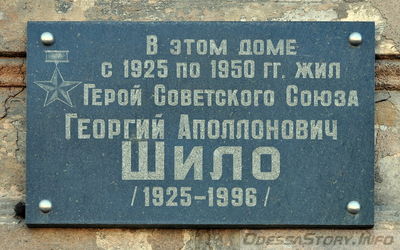 В ЭТОМ ДОМЕ
С 1925 ПО 1950 ГГ. ЖИЛ
ГЕРОЙ СОВЕТСКОГО СОЮЗА
ГЕОРГИЙ АПОЛЛОНОВИЧ
ШИЛО
/1925-1996/
OdessaStory.Info